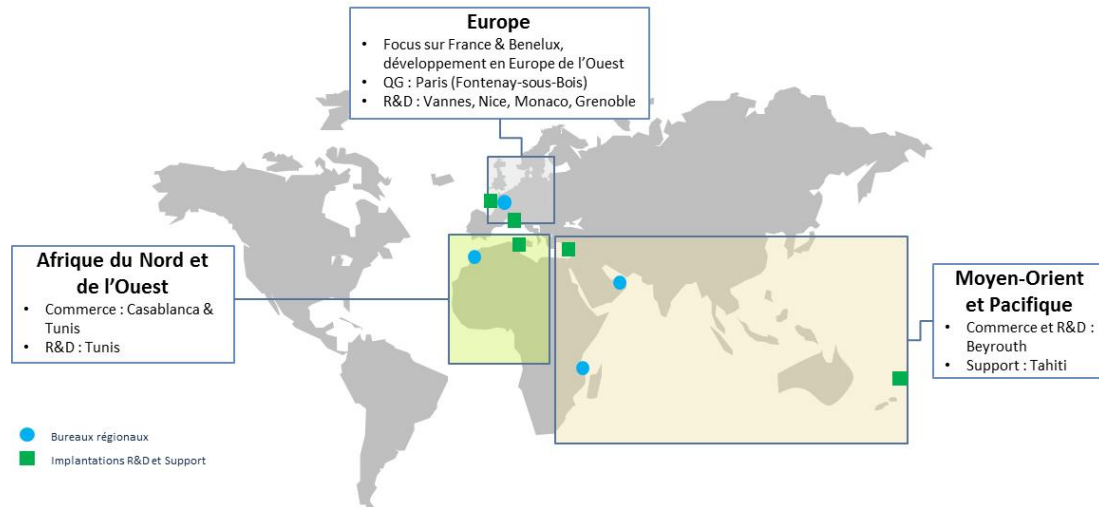 Europe
• Focus sur France & Benelux,
développement en Europe de l’Ouest
• QG : Paris (Fontenay-sous-Bois)
• R&D : Vannes, Nice, Monaco, Grenoble
Afrique du Nord et
de l’Ouest
• Commerce : Casablanca &
Tunis
• R&D : Tunis
Moyen-Orient
et Pacifique
• Commerce et R&D :
Beyrouth
• Support : Tahiti
Bureaux régionaux
Implantations R&D et Support